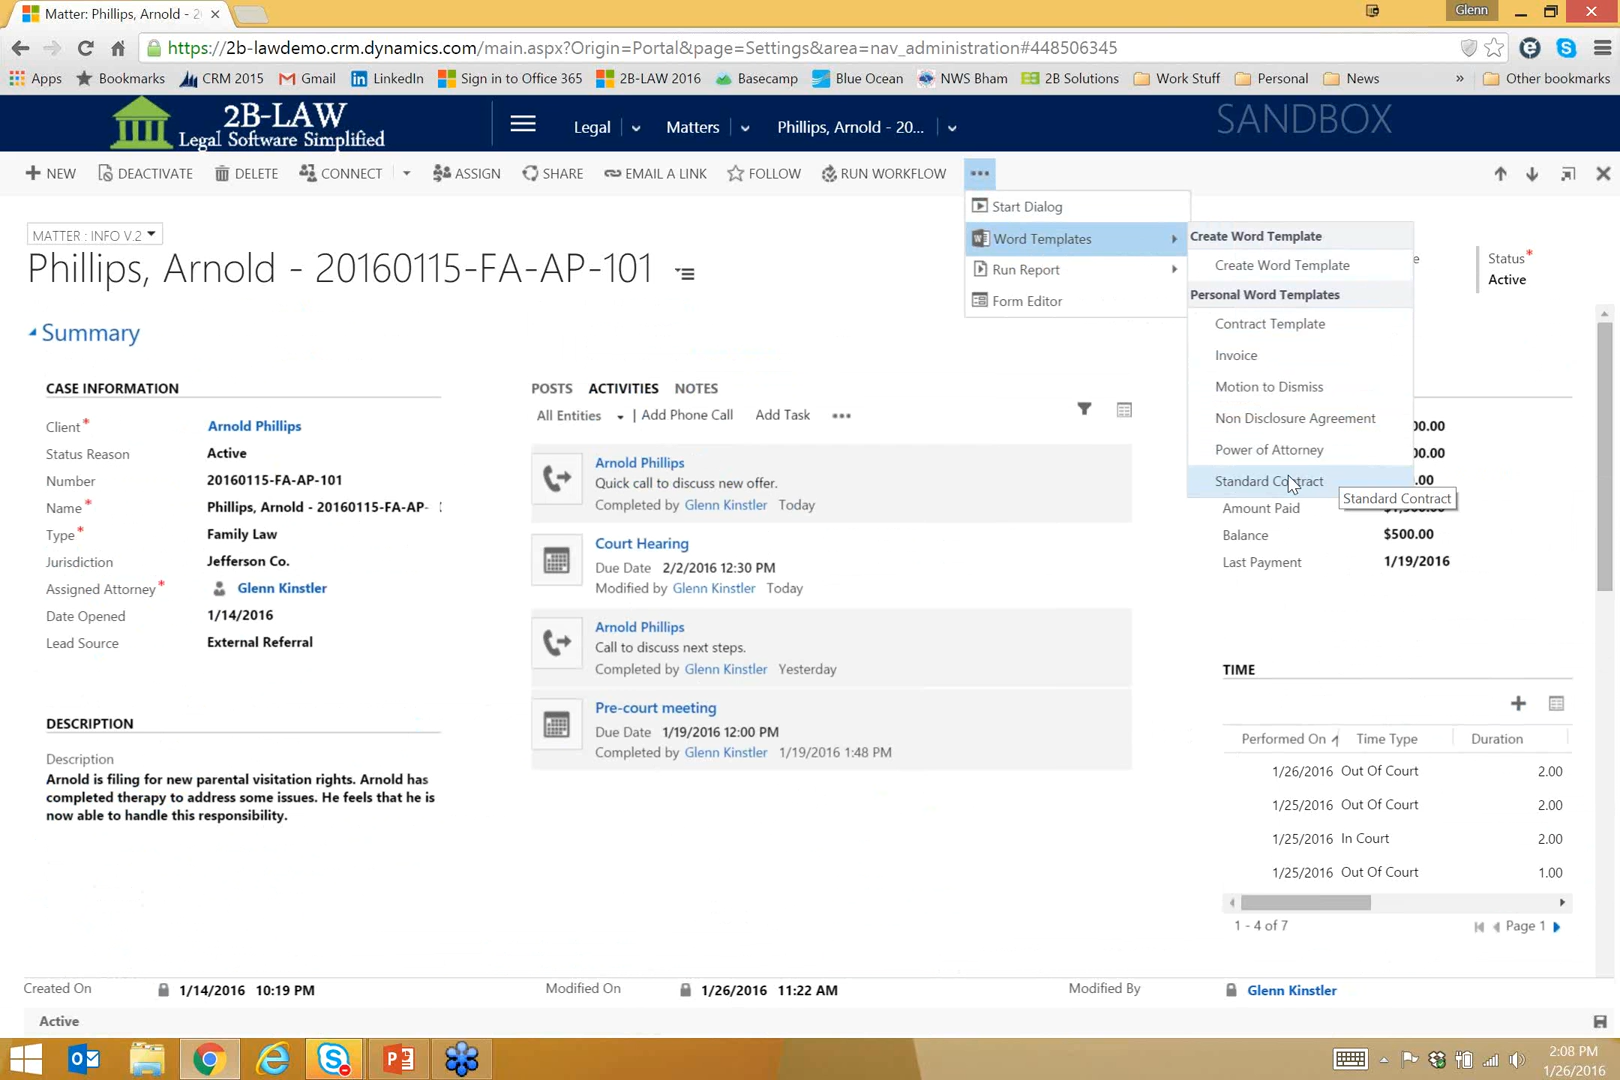 Matter: Phillips, Arnold - 2
Glenn
https://2b-lawdemo.crm.dynamics.com/main.aspx?Origin=Portal&page=Settings&area=nav_administration#448506345
Apps Bookmarks CRM 2015 Gmail LinkedIn Sign in to Office 365 2B-LAW 2016 Basecamp Blue Ocean NWS Bham 2B Solutions Work Stuff Personal News » Other bookmarks
2B-LAW
Legal Software Simplified
Legal Matters Phillips, Arnold - 20...
SANDBOX
NEW DEACTIVATE DELETE CONNECT ASSIGN SHARE EMAIL A LINK FOLLOW RUN WORKFLOW
Start Dialog
Word Templates
Run Report
Form Editor
Create Word Template
Create Word Template
Personal Word Templates
Contract Template
Invoice
Motion to Dismiss
Non Disclosure Agreement
Power of Attorney
Standard Contract
Standard Contract
MATTER : INFO V.2
Phillips, Arnold - 20160115-FA-AP-101
Status*
Active
Summary
CASE INFORMATION
Client* Arnold Phillips
Status Reason Active
Number 20160115-FA-AP-101
Name* Phillips, Arnold - 20160115-FA-AP-
Type* Family Law
Jurisdiction Jefferson Co.
Assigned Attorney* Glenn Kinstler
Date Opened 1/14/2016
Lead Source External Referral
DESCRIPTION
Description
Arnold is filing for new parental visitation rights. Arnold has
completed therapy to address some issues. He feels that he is
now able to handle this responsibility.
POSTS ACTIVITIES NOTES
All Entities | Add Phone Call Add Task
Arnold Phillips
Quick call to discuss new offer.
Completed by Glenn Kinstler Today
Court Hearing
Due Date 2/2/2016 12:30 PM
Modified by Glenn Kinstler Today
Arnold Phillips
Call to discuss next steps.
Completed by Glenn Kinstler Yesterday
Pre-court meeting
Due Date 1/19/2016 12:00 PM
Completed by Glenn Kinstler 1/19/2016 1:48 PM
Amount Paid
Balance $500.00
Last Payment 1/19/2016
TIME
Performed On Time Type Duration
1/26/2016 Out Of Court 2.00
1/25/2016 Out Of Court 2.00
1/25/2016 In Court 2.00
1/25/2016 Out Of Court 1.00
1 - 4 of 7 Page 1
Created On 1/14/2016 10:19 PM
Modified On 1/26/2016 11:22 AM
Modified By Glenn Kinstler
Active
2:08 PM
1/26/2016